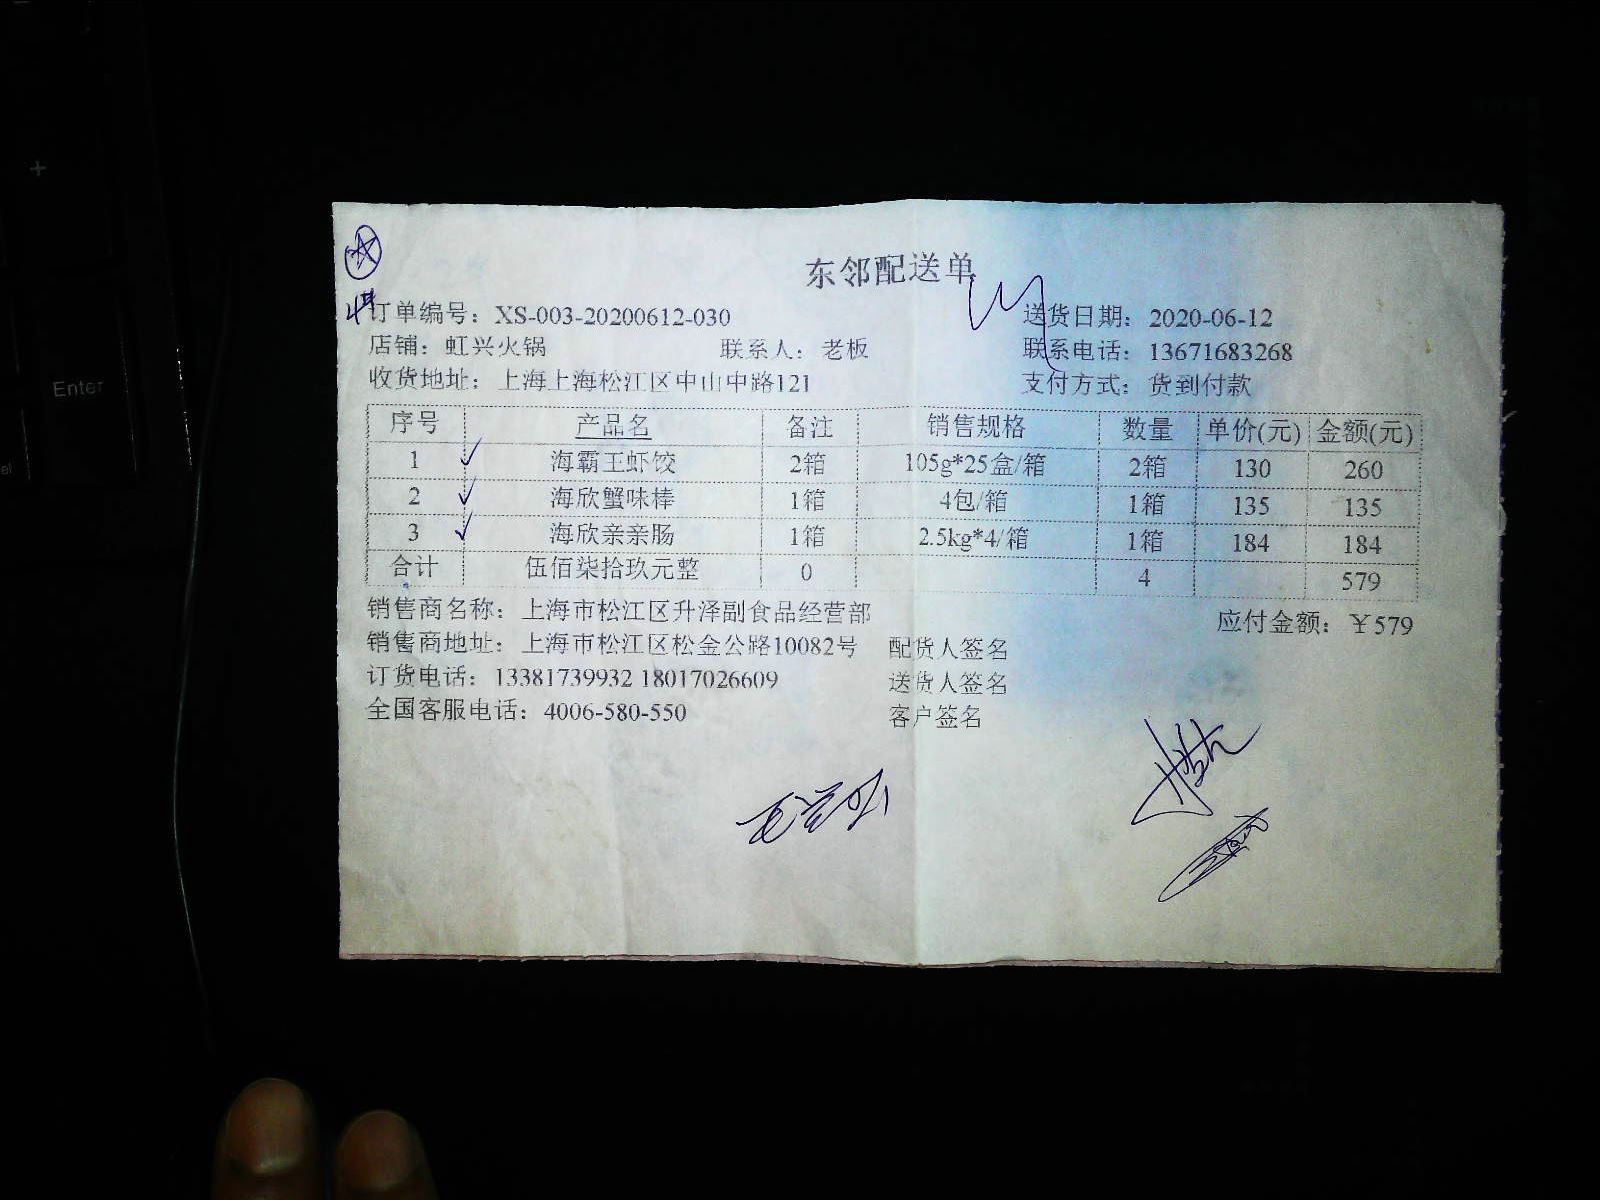 东邻配送单
订单编号：XS-003-20200612-030 送货日期：2020-06-12
店铺：虹兴火锅 联系人：老板 联系电话：13671683268
收货地址：上海上海松江区中山中路121 支付方式：货到付款
序号 产品名 备注 销售规格 数量 单价(元) 金额(元)
1 海霸王虾饺 2箱 105g*25盒/箱 2箱 130 260
2 海欣蟹味棒 1箱 4包/箱 1箱 135 135
3 海欣亲亲肠 1箱 2.5kg*4/箱 1箱 184 184
合计 伍佰柒拾玖元整 0 4 579
销售商名称：上海市松江区升泽副食品经营部 应付金额：￥579
销售商地址：上海市松江区松金公路10082号 配货人签名
订货电话：13381739932 18017026609 送货人签名
全国客服电话：4006-580-550 客户签名
+
Enter